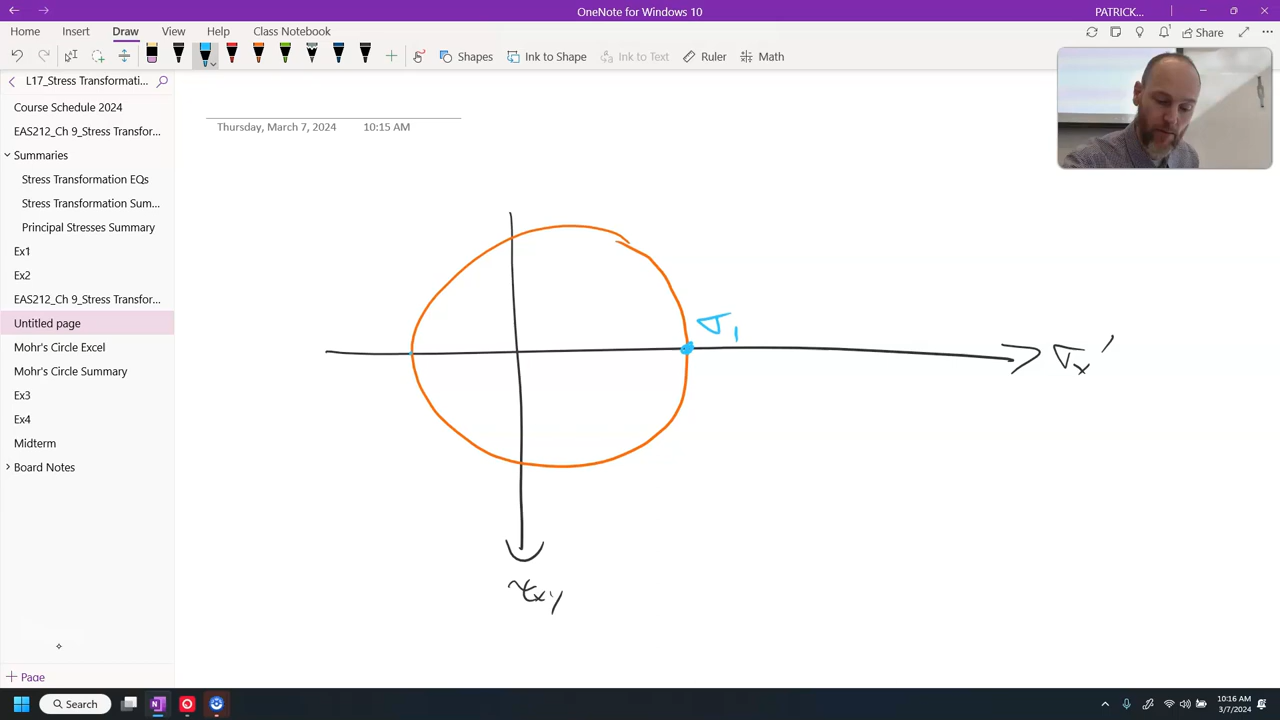 OneNote for Windows 10
PATRICK...
Home
Insert
Draw
View
Help
Class Notebook
Share
Shapes
Ink to Shape
Ink to Text
Ruler
Math
L17_Stress Transformati...
Course Schedule 2024
EAS212_Ch 9_Stress Transfor...
Summaries
Stress Transformation EQs
Stress Transformation Sum...
Principal Stresses Summary
Ex1
Ex2
EAS212_Ch 9_Stress Transfor...
Untitled page
Mohr's Circle Excel
Mohr's Circle Summary
Ex3
Ex4
Midterm
Board Notes
Page
Thursday, March 7, 2024 10:15 AM
σ1
σx'
τxy
Search
10:16 AM
3/7/2024